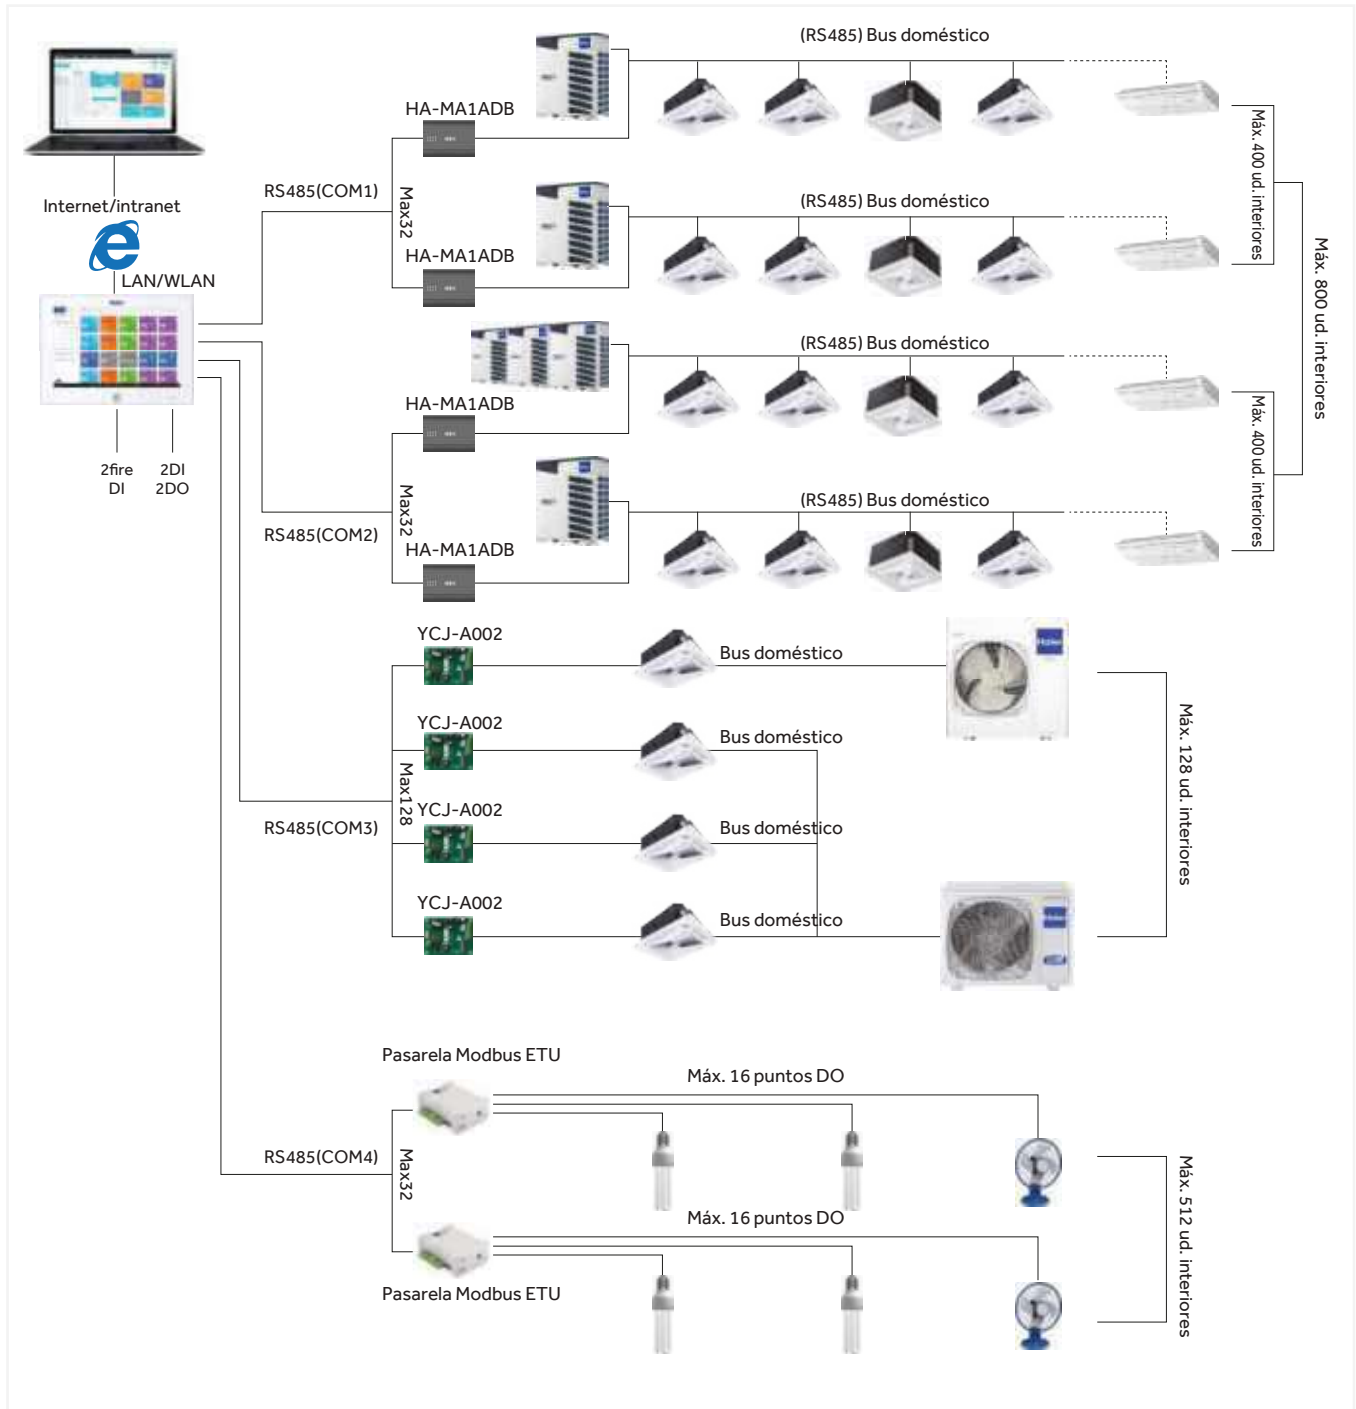 (RS485) Bus doméstico
HA-MA1ADB
RS485(COM1)
Max32
Máx. 400 ud. interiores
Internet/intranet
(RS485) Bus doméstico
HA-MA1ADB
LAN/WLAN
Máx. 800 ud. interiores
(RS485) Bus doméstico
HA-MA1ADB
Máx. 400 ud. interiores
2fire
DI
2DI
2DO
Max32
(RS485) Bus doméstico
RS485(COM2)
HA-MA1ADB
YCJ-A002
Bus doméstico
Haier
YCJ-A002
Bus doméstico
Máx. 128 ud. interiores
Max128
YCJ-A002
RS485(COM3)
Bus doméstico
YCJ-A002
Bus doméstico
Haier
Pasarela Modbus ETU
Máx. 16 puntos DO
RS485(COM4)
Max32
Máx. 512 ud. interiores
Máx. 16 puntos DO
Pasarela Modbus ETU